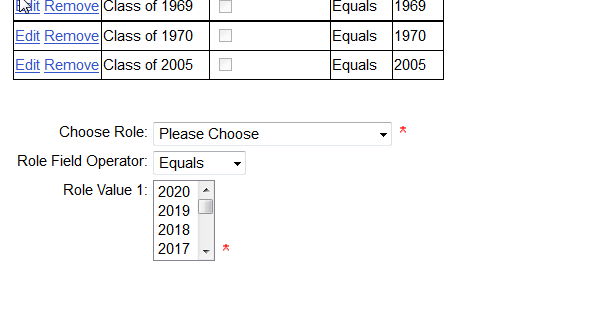 Edit Remove Class of 1969 Equals 1969
Edit Remove Class of 1970 Equals 1970
Edit Remove Class of 2005 Equals 2005
Choose Role: Please Choose *
Role Field Operator: Equals
Role Value 1: 2020
2019
2018
2017 *